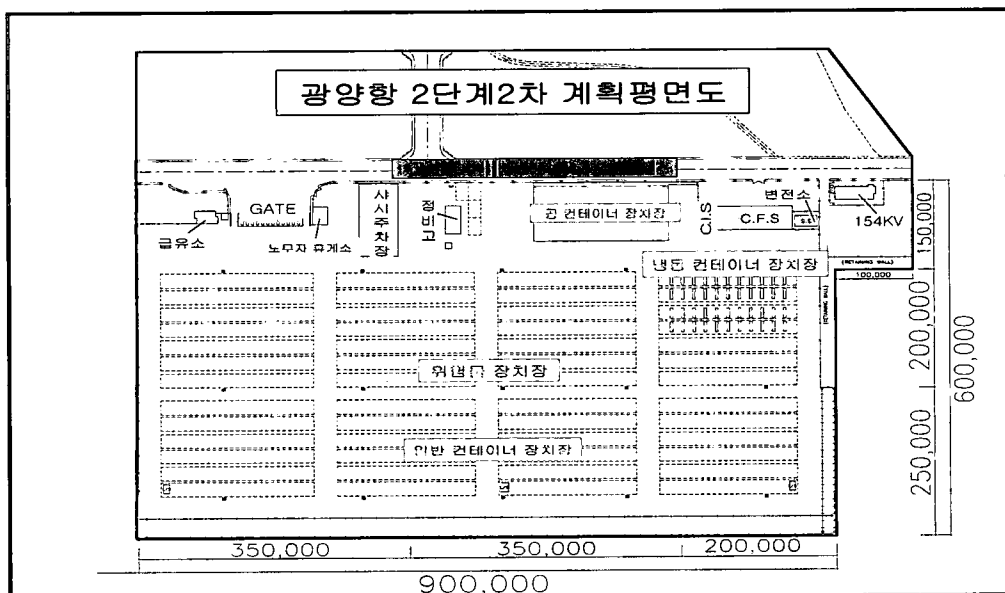 광양항 2단계2차 계획평면도
급유소
GATE
노무자 휴게소
샤시주차장
정비고
공 컨테이너 장치장
C.I.S
C.F.S
변전소
S.S
154KV
(RETAINING WALL)
100,000
냉동 컨테이너 장치장
(RETAINING WALL)
위험물 장치장
일반 컨테이너 장치장
150,000
200,000
250,000
600,000
350,000
350,000
200,000
900,000